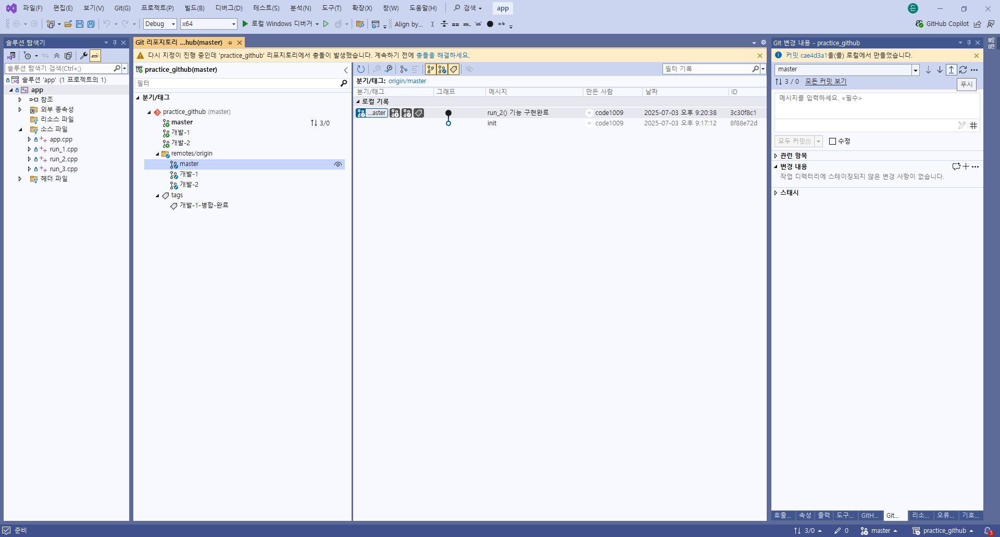 파일(F) 편집(E) 보기(V) Git(G) 프로젝트(P) 빌드(B) 디버그(D) 테스트(S) 분석(N) 도구(T) 확장(X) 창(W) 도움말(H) 검색 app
Debug x64 로컬 Windows 디버거 Align by... GitHub Copilot
솔루션 탐색기
솔루션 탐색기 검색(Ctrl+;)
솔루션 'app' (1 프로젝트의 1)
app
참조
외부 종속성
리소스 파일
소스 파일
app.cpp
run_1.cpp
run_2.cpp
run_3.cpp
헤더 파일
Git 리포지토리 ...hub(master)
다시 지정이 진행 중인데 'practice_github' 리포지토리에서 충돌이 발생했습니다. 계속하기 전에 충돌을 해결하세요.
practice_github(master)
필터
분기/태그
practice_github (master)
master 3/0
개발-1
개발-2
remotes/origin
master
개발-1
개발-2
tags
개발-1-병합-완료
필터 기록
분기/태그: origin/master
분기/태그 그래프 메시지 만든 사람 날짜 ID
로컬 기록
...aster run_2() 기능 구현완료 code1009 2025-07-03 오후 9:20:38 3c30f8c1
init code1009 2025-07-03 오후 9:17:12 8f88e72d
Git 변경 내용 - practice_github
커밋 cae4d3a1을(를) 로컬에서 만들었습니다.
master
3 / 0 모든 커밋 보기
푸시
메시지를 입력하세요. <필수>
모두 커밋(I) 수정
관련 항목
변경 내용
작업 디렉터리에 스테이징되지 않은 변경 사항이 없습니다.
스태시
호출... 속성 출력 도구... GitH... Git... 리소... 오류... 기호...
준비 3/0 0 master practice_github 3